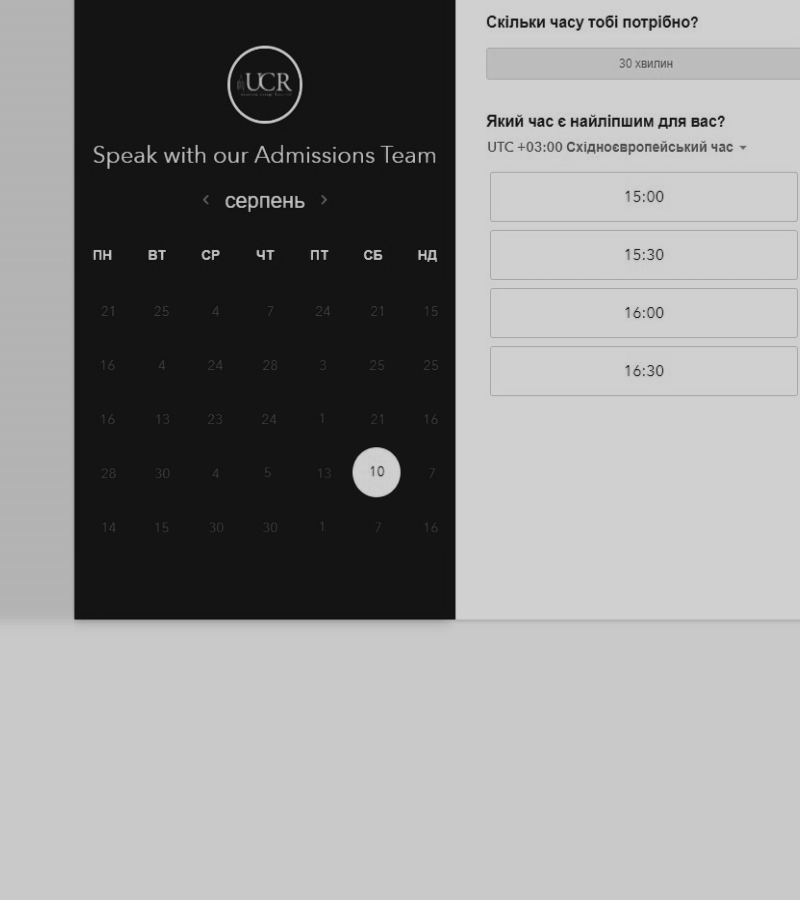 UCR
Speak with our Admissions Team
серпень
ПН ВТ СР ЧТ ПТ СБ НД
21 25 4 7 24 21 15
16 4 24 28 3 25 25
16 13 23 24 1 21 16
28 30 4 5 13 10 7
14 15 30 30 1 7 16
Скільки часу тобі потрібно?
30 хвилин
Який час є найліпшим для вас?
UTC +03:00 Східноєвропейський час
15:00
15:30
16:00
16:30